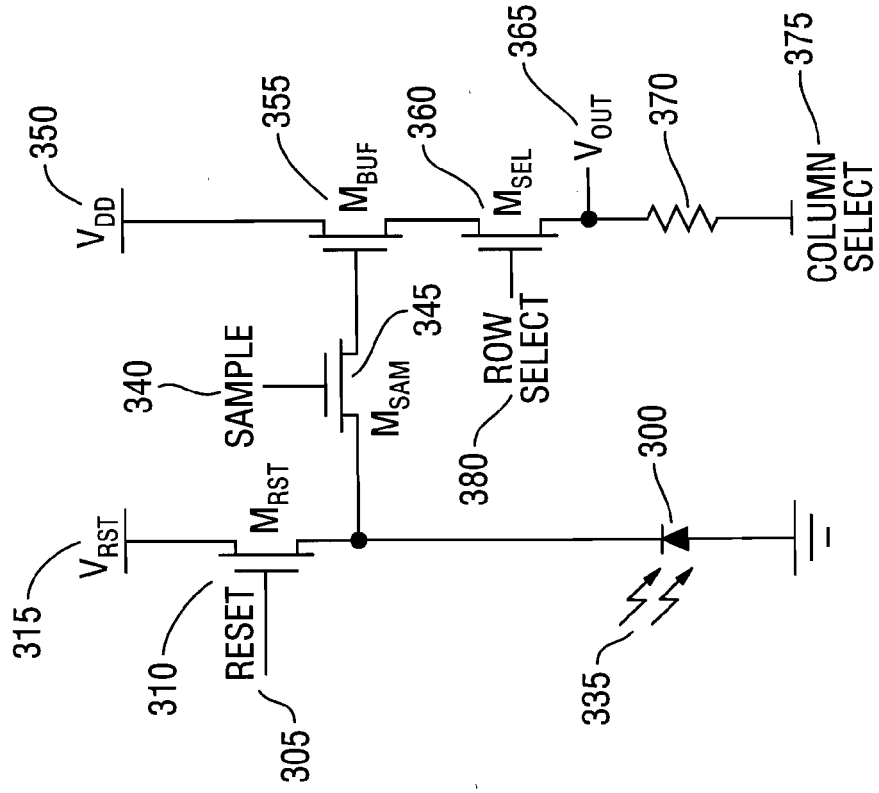 315
350
V_RST
V_DD
340
310
RESET
SAMPLE
M_RST
355
305
M_BUF
M_SAM
345
360
380
ROW
SELECT
M_SEL
365
V_OUT
335
300
370
375
COLUMN
SELECT